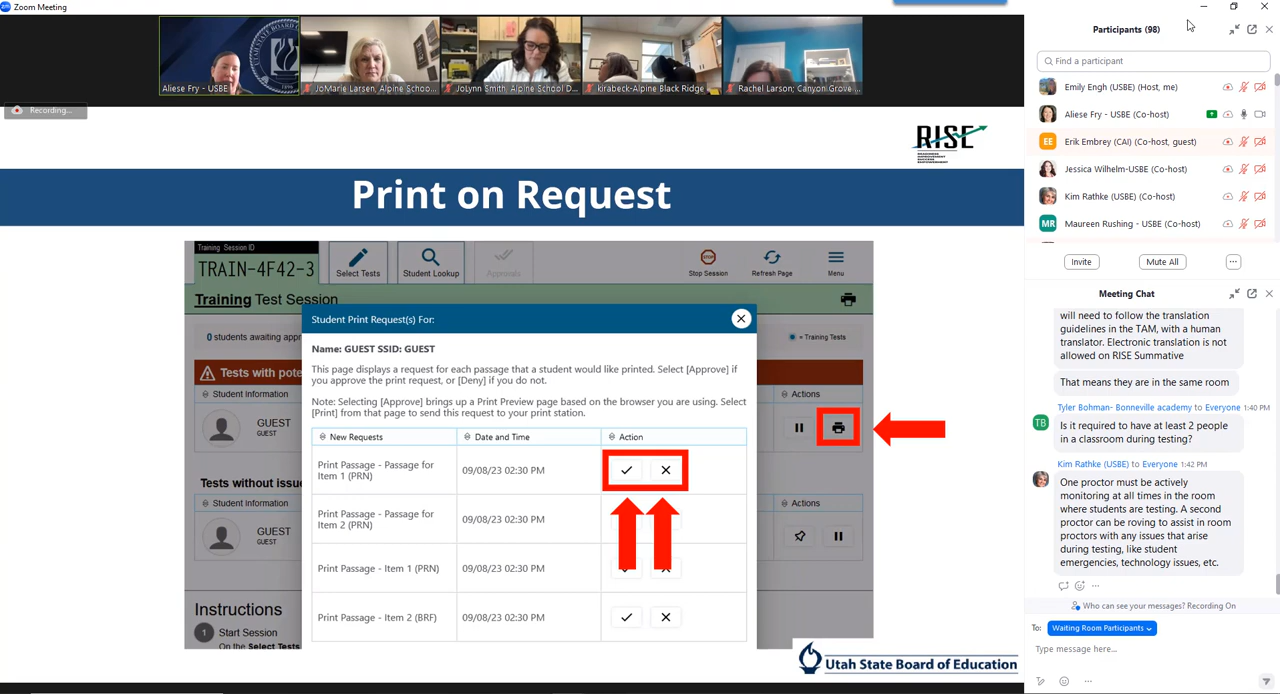 Zoom Meeting
Aliese Fry - USBE
JoMarie Larsen, Alpine Schoo...
JoLynn Smith, Alpine School D...
kirabeck-Alpine Black Ridge
Rachel Larson; Canyon Grove ...
Recording...
RISE
Print on Request
Training Session ID
TRAIN-4F42-3
Select Tests
Student Lookup
Approvals
STOP
Stop Session
Refresh Page
Menu
Training Test Session
0 students awaiting appr
= Training Tests
Tests with pote
Student Information
Actions
GUEST
GUEST
Tests without issue
Student Information
Actions
GUEST
GUEST
Instructions
1 Start Session
On the Select Tests
Student Print Request(s) For:
Name: GUEST SSID: GUEST
This page displays a request for each passage that a student would like printed. Select [Approve] if
you approve the print request, or [Deny] if you do not.
Note: Selecting [Approve] brings up a Print Preview page based on the browser you are using. Select
[Print] from that page to send this request to your print station.
New Requests
Date and Time
Action
Print Passage - Passage for
Item 1 (PRN)
09/08/23 02:30 PM
Print Passage - Passage for
Item 2 (PRN)
09/08/23 02:30 PM
Print Passage - Item 1 (PRN)
09/08/23 02:30 PM
Print Passage - Item 2 (BRF)
09/08/23 02:30 PM
Utah State Board of Education
Participants (98)
Find a participant
Emily Engh (USBE) (Host, me)
Aliese Fry - USBE (Co-host)
EE Erik Embrey (CAI) (Co-host, guest)
Jessica Wilhelm-USBE (Co-host)
Kim Rathke (USBE) (Co-host)
MR Maureen Rushing - USBE (Co-host)
Invite
Mute All
...
Meeting Chat
will need to follow the translation
guidelines in the TAM, with a human
translator. Electronic translation is not
allowed on RISE Summative
That means they are in the same room
Tyler Bohman- Bonneville academy to Everyone 1:40 PM
TB
Is it required to have at least 2 people
in a classroom during testing?
Kim Rathke (USBE) to Everyone 1:42 PM
One proctor must be actively
monitoring at all times in the room
where students are testing. A second
proctor can be roving to assist in room
proctors with any issues that arise
during testing, like student
emergencies, technology issues, etc.
Who can see your messages? Recording On
To: Waiting Room Participants
Type message here...